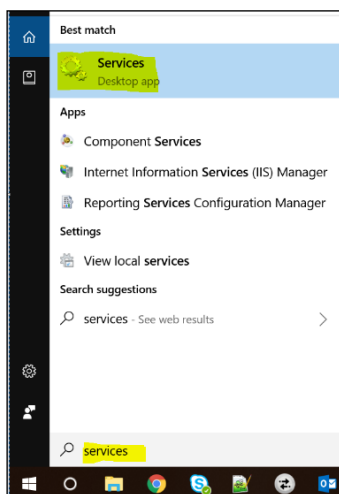 Best match
Services
Desktop app
Apps
Component Services
Internet Information Services (IIS) Manager
Reporting Services Configuration Manager
Settings
View local services
Search suggestions
services - See web results
services